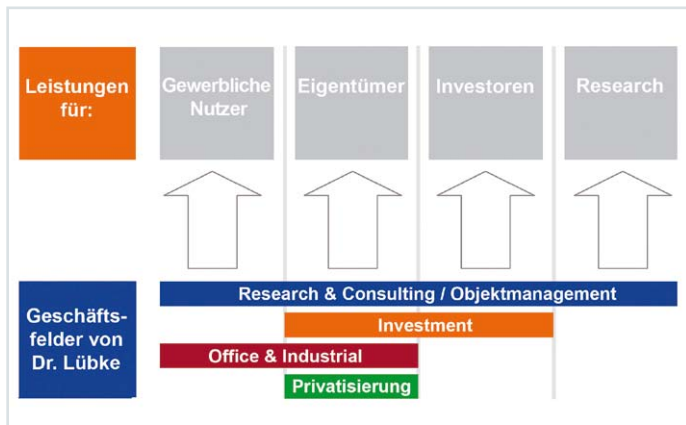 Leistungen
für:
Gewerbliche
Nutzer
Eigentümer
Investoren
Research
Geschäfts-
felder von
Dr. Lübke
Research & Consulting / Objektmanagement
Investment
Office & Industrial
Privatisierung